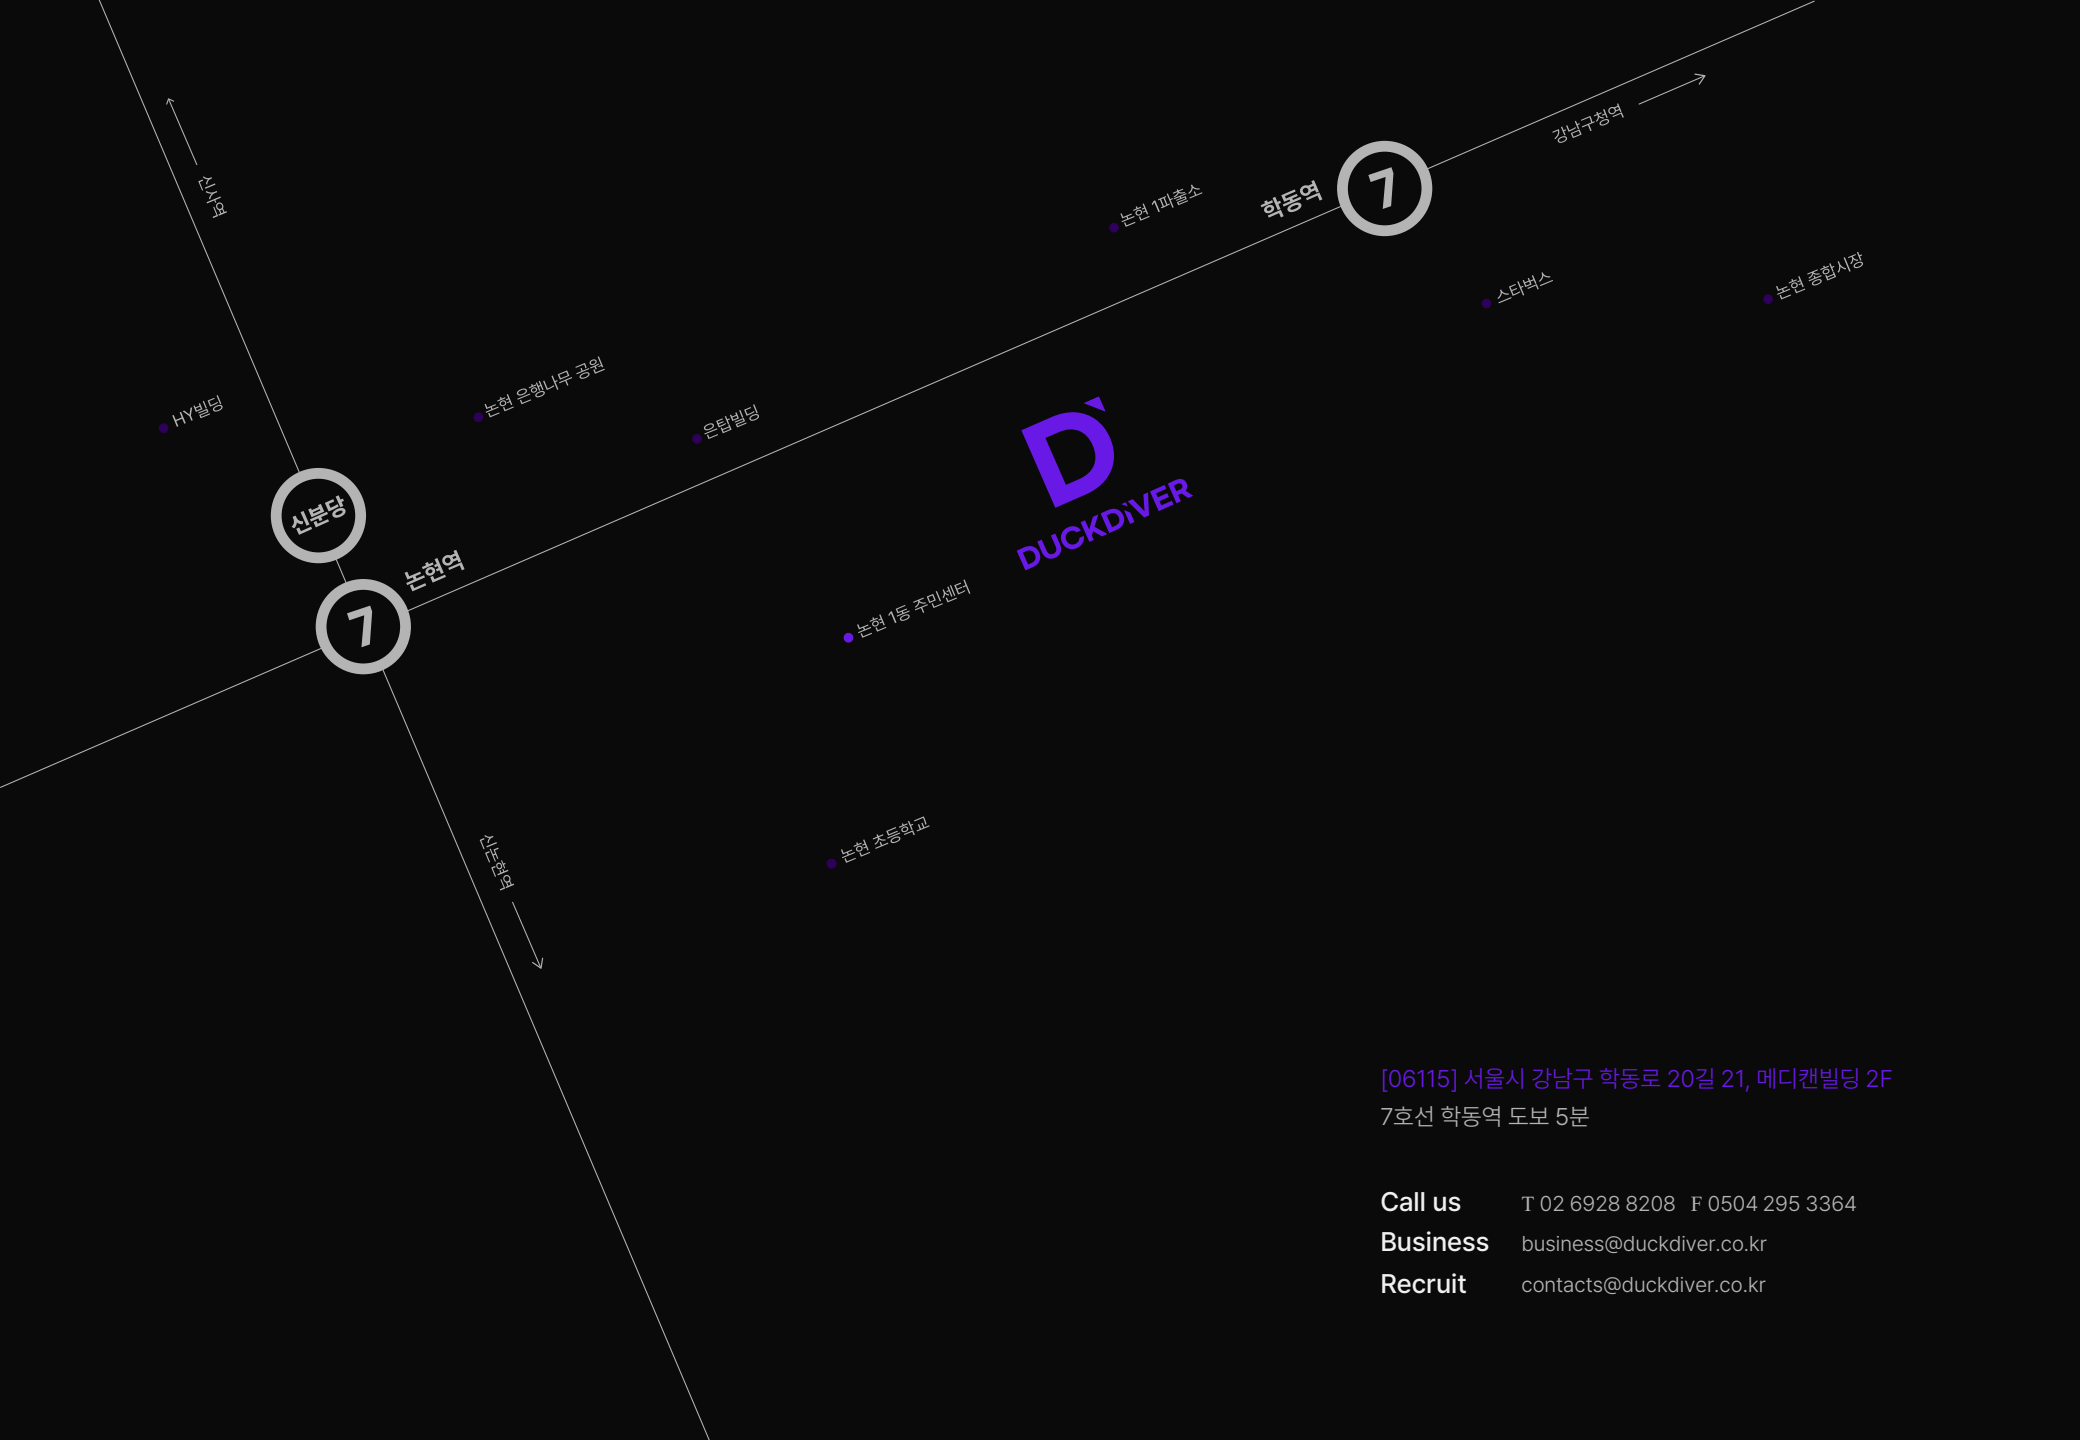 신사역
강남구청역
학동역
7
논현 1파출소
스타벅스
논현 종합시장
HY빌딩
논현 은행나무 공원
은탑빌딩
D
DUCKDIVER
신분당
논현역
7
논현 1동 주민센터
신논현역
논현 초등학교
[06115] 서울시 강남구 학동로 20길 21, 메디캔빌딩 2F
7호선 학동역 도보 5분
Call us T 02 6928 8208 F 0504 295 3364
Business business@duckdiver.co.kr
Recruit contacts@duckdiver.co.kr